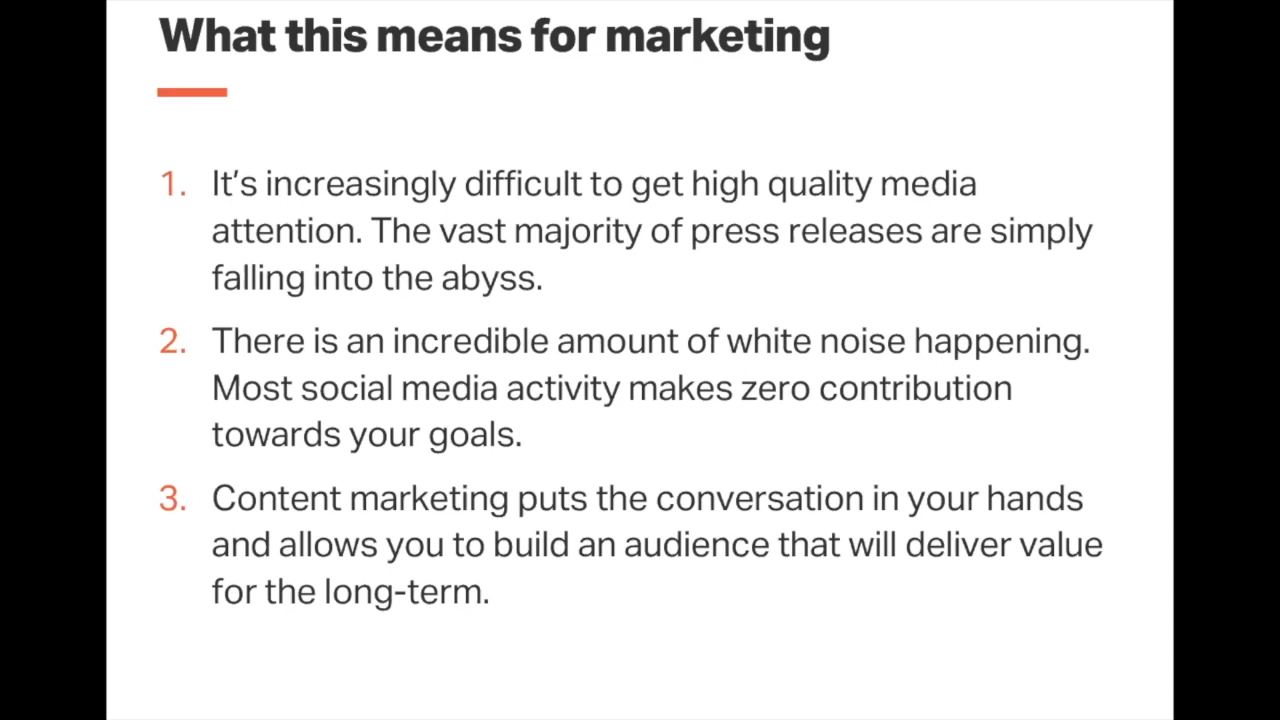 What this means for marketing
1. It's increasingly difficult to get high quality media
attention. The vast majority of press releases are simply
falling into the abyss.
2. There is an incredible amount of white noise happening.
Most social media activity makes zero contribution
towards your goals.
3. Content marketing puts the conversation in your hands
and allows you to build an audience that will deliver value
for the long-term.